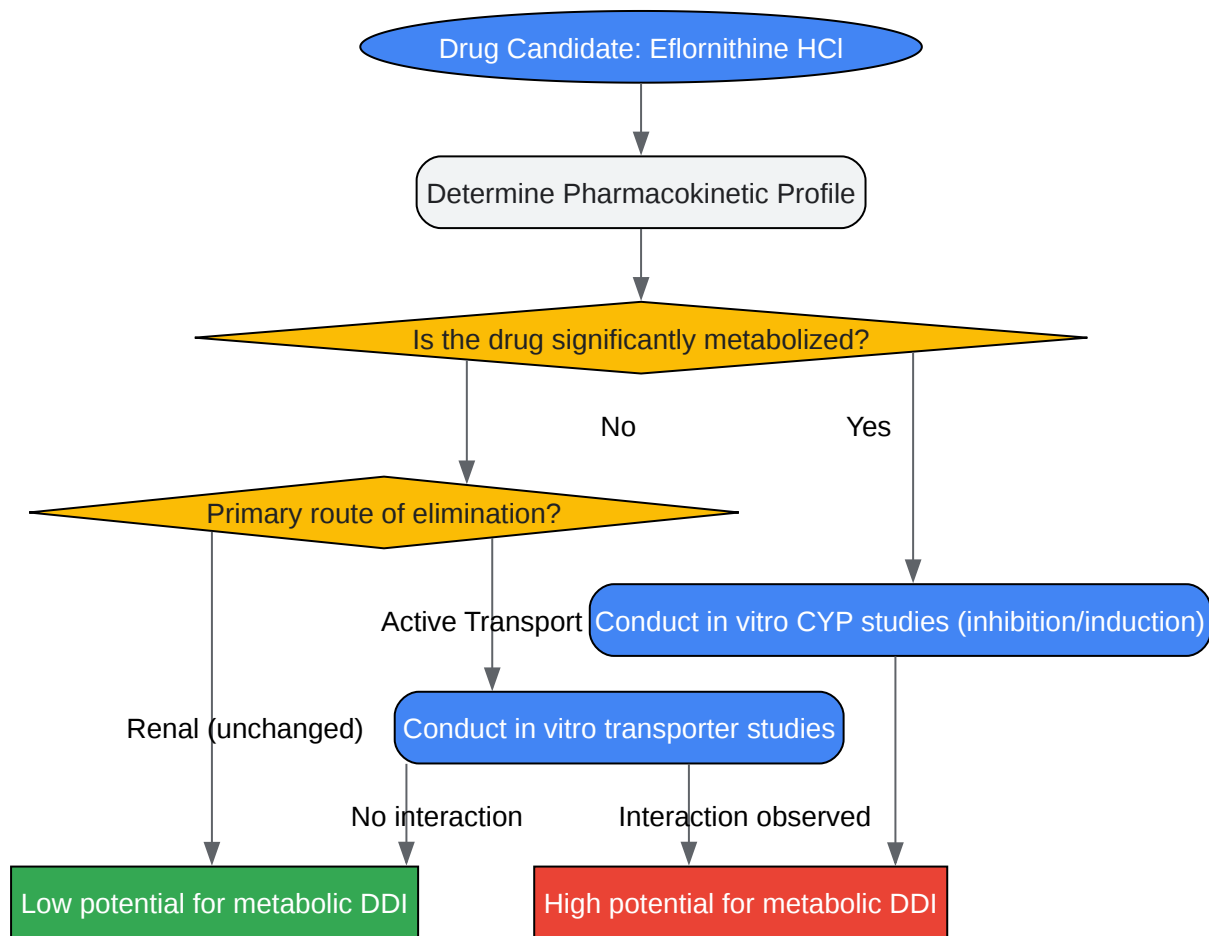 Drug Candidate: Eflornithine HCl
Determine Pharmacokinetic Profile
Is the drug significantly metabolized?
No
Yes
Primary route of elimination?
Active Transport
Conduct in vitro CYP studies (inhibition/induction)
Renal (unchanged)
Conduct in vitro transporter studies
No interaction
Interaction observed
Low potential for metabolic DDI
High potential for metabolic DDI